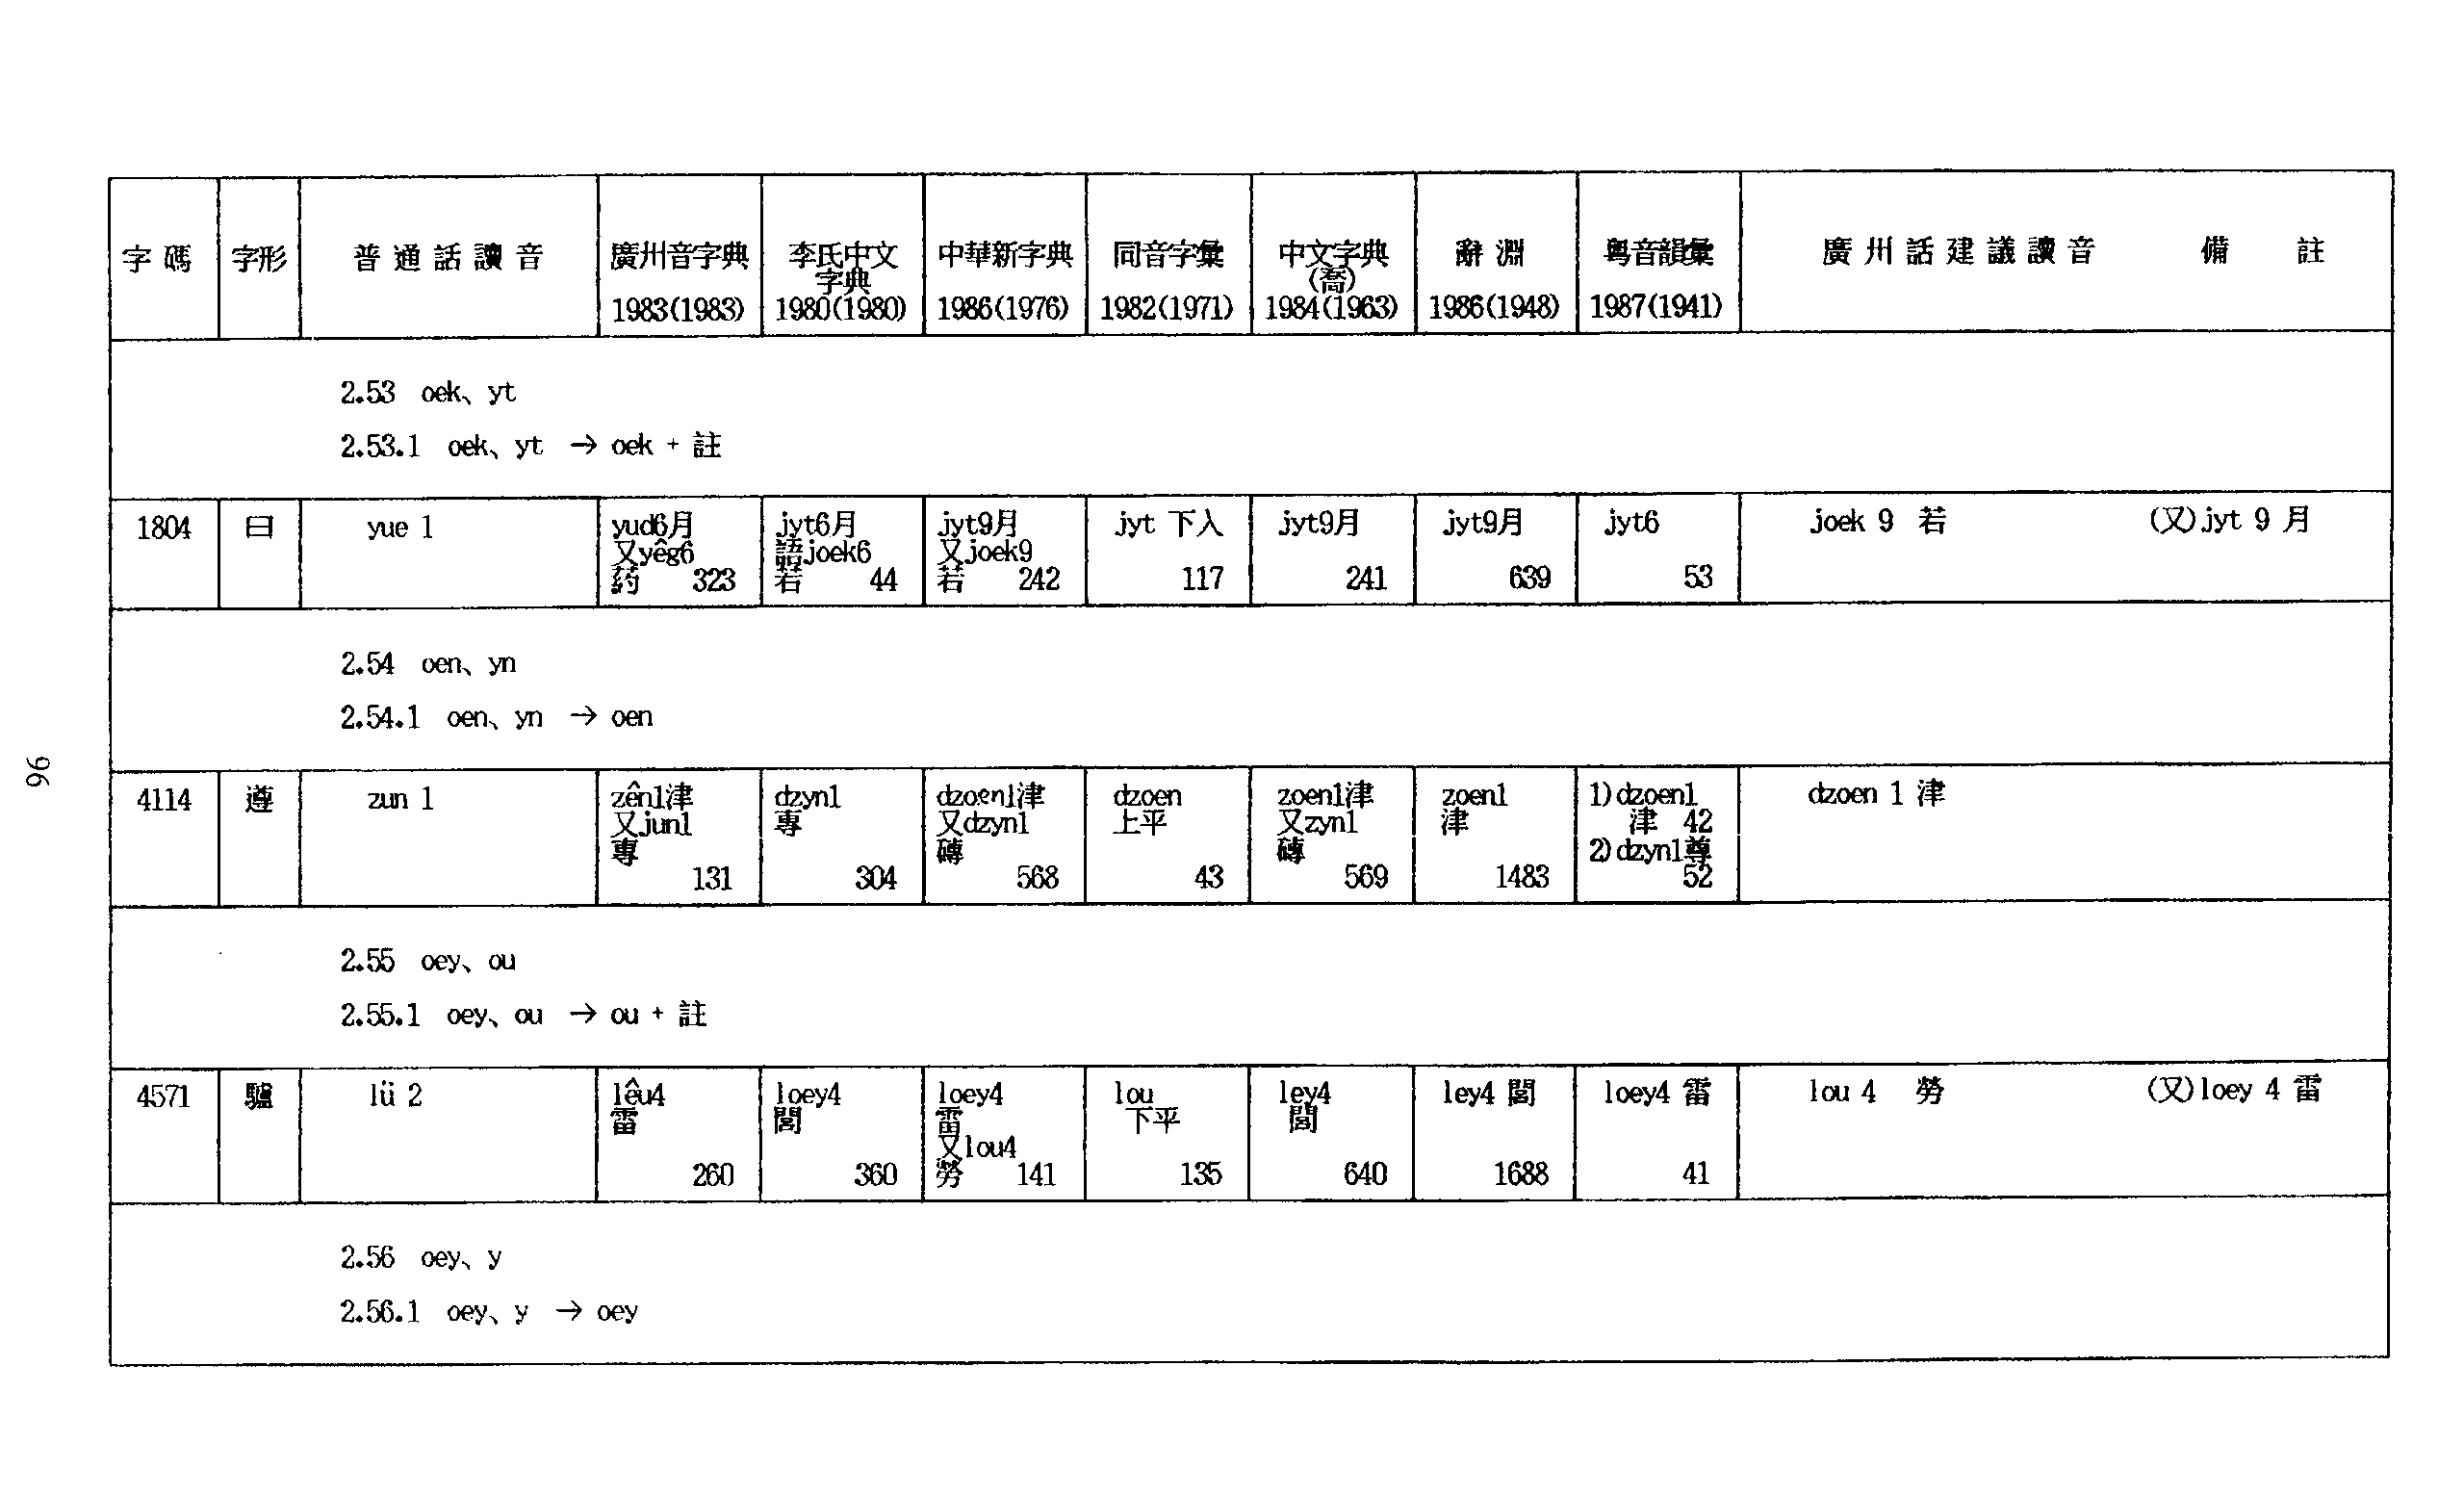 字碼 字形 普通話讀音 廣州音字典 1983(1983) 李氏中文字典 1980(1980) 中華新字典 1986(1976) 同音字彙 1982(1971) 中文字典(喬) 1984(1963) 辭淵 1986(1948) 粵音韻彙 1987(1941) 廣州話建議讀音 備註
2.53 oek、yt
2.53.1 oek、yt → oek + 註
1804 曰 yue 1 yud6月 又yêg6 葯 323 jyt6月 語joek6 若 44 jyt9月 又joek9 若 242 jyt 下入 117 jyt9月 241 jyt9月 639 jyt6 53 joek 9 若 (又)jyt 9 月
2.54 oen、yn
2.54.1 oen、yn → oen
4114 遵 zun 1 zên1津 又jun1 專 131 dzyn1 專 304 dzoen1津 又dzyn1 磚 568 dzoen 上平 43 zoen1津 又zyn1 磚 569 zoen1 津 1483 1)dzoen1 津 42 2)dzyn1尊 52 dzoen 1 津
2.55 oey、ou
2.55.1 oey、ou → ou + 註
4571 驢 lü 2 lêu4 雷 260 loey4 閭 360 loey4 雷 又lou4 勞 141 lou 下平 135 ley4 閭 640 ley4 閭 1688 loey4 雷 41 lou 4 勞 (又)loey 4 雷
2.56 oey、y
2.56.1 oey、y → oey
96